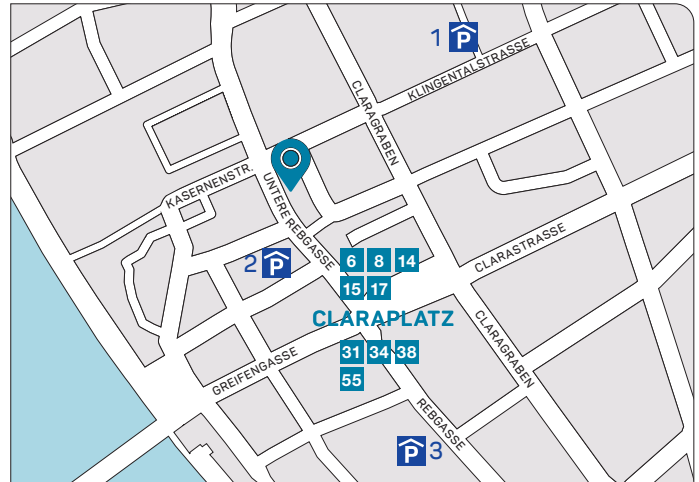 1 P
KLINGENTALSTRASSE
CLARAGRABEN
KASERNENSTR.
UNTERE REBGASSE
2 P
6 8 14
15 17
CLARASTRASSE
CLARAPLATZ
CLARAGRABEN
31 34 38
55
GREIFENGASSE
REBGASSE
P 3